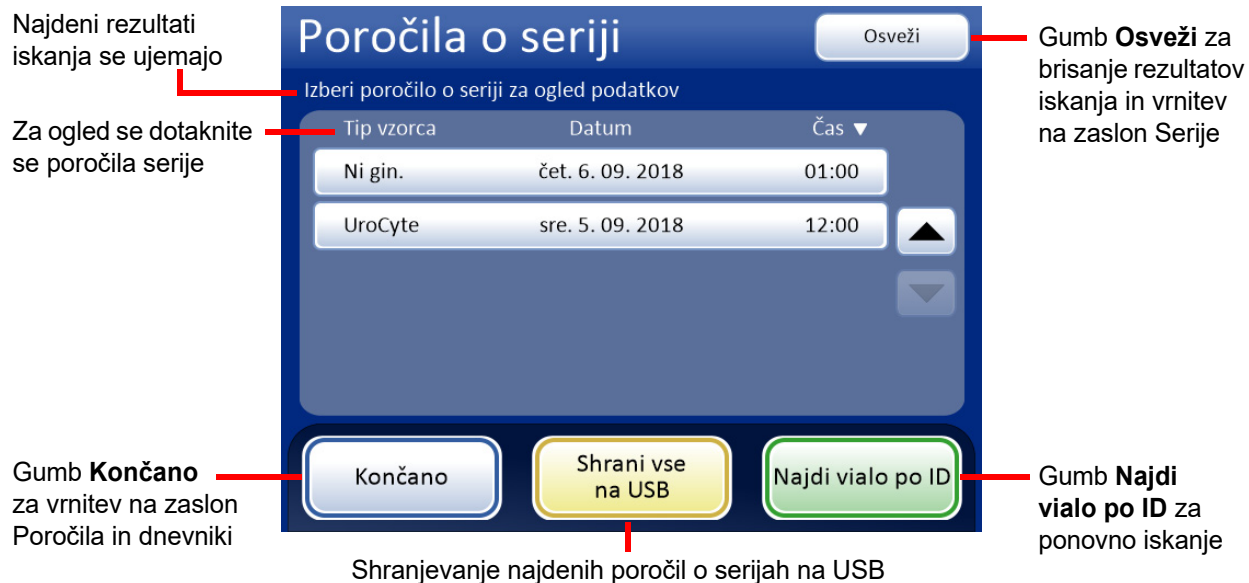 Najdeni rezultati
iskanja se ujemajo
Za ogled se dotaknite
se poročila serije
Poročila o seriji
Osveži
Izberi poročilo o seriji za ogled podatkov
Tip vzorca Datum Čas ▼
Ni gin. čet. 6. 09. 2018 01:00
UroCyte sre. 5. 09. 2018 12:00
Gumb Osveži za
brisanje rezultatov
iskanja in vrnitev
na zaslon Serije
Gumb Končano
za vrnitev na zaslon
Poročila in dnevniki
Končano
Shrani vse
na USB
Najdi vialo po ID
Gumb Najdi
vialo po ID za
ponovno iskanje
Shranjevanje najdenih poročil o serijah na USB